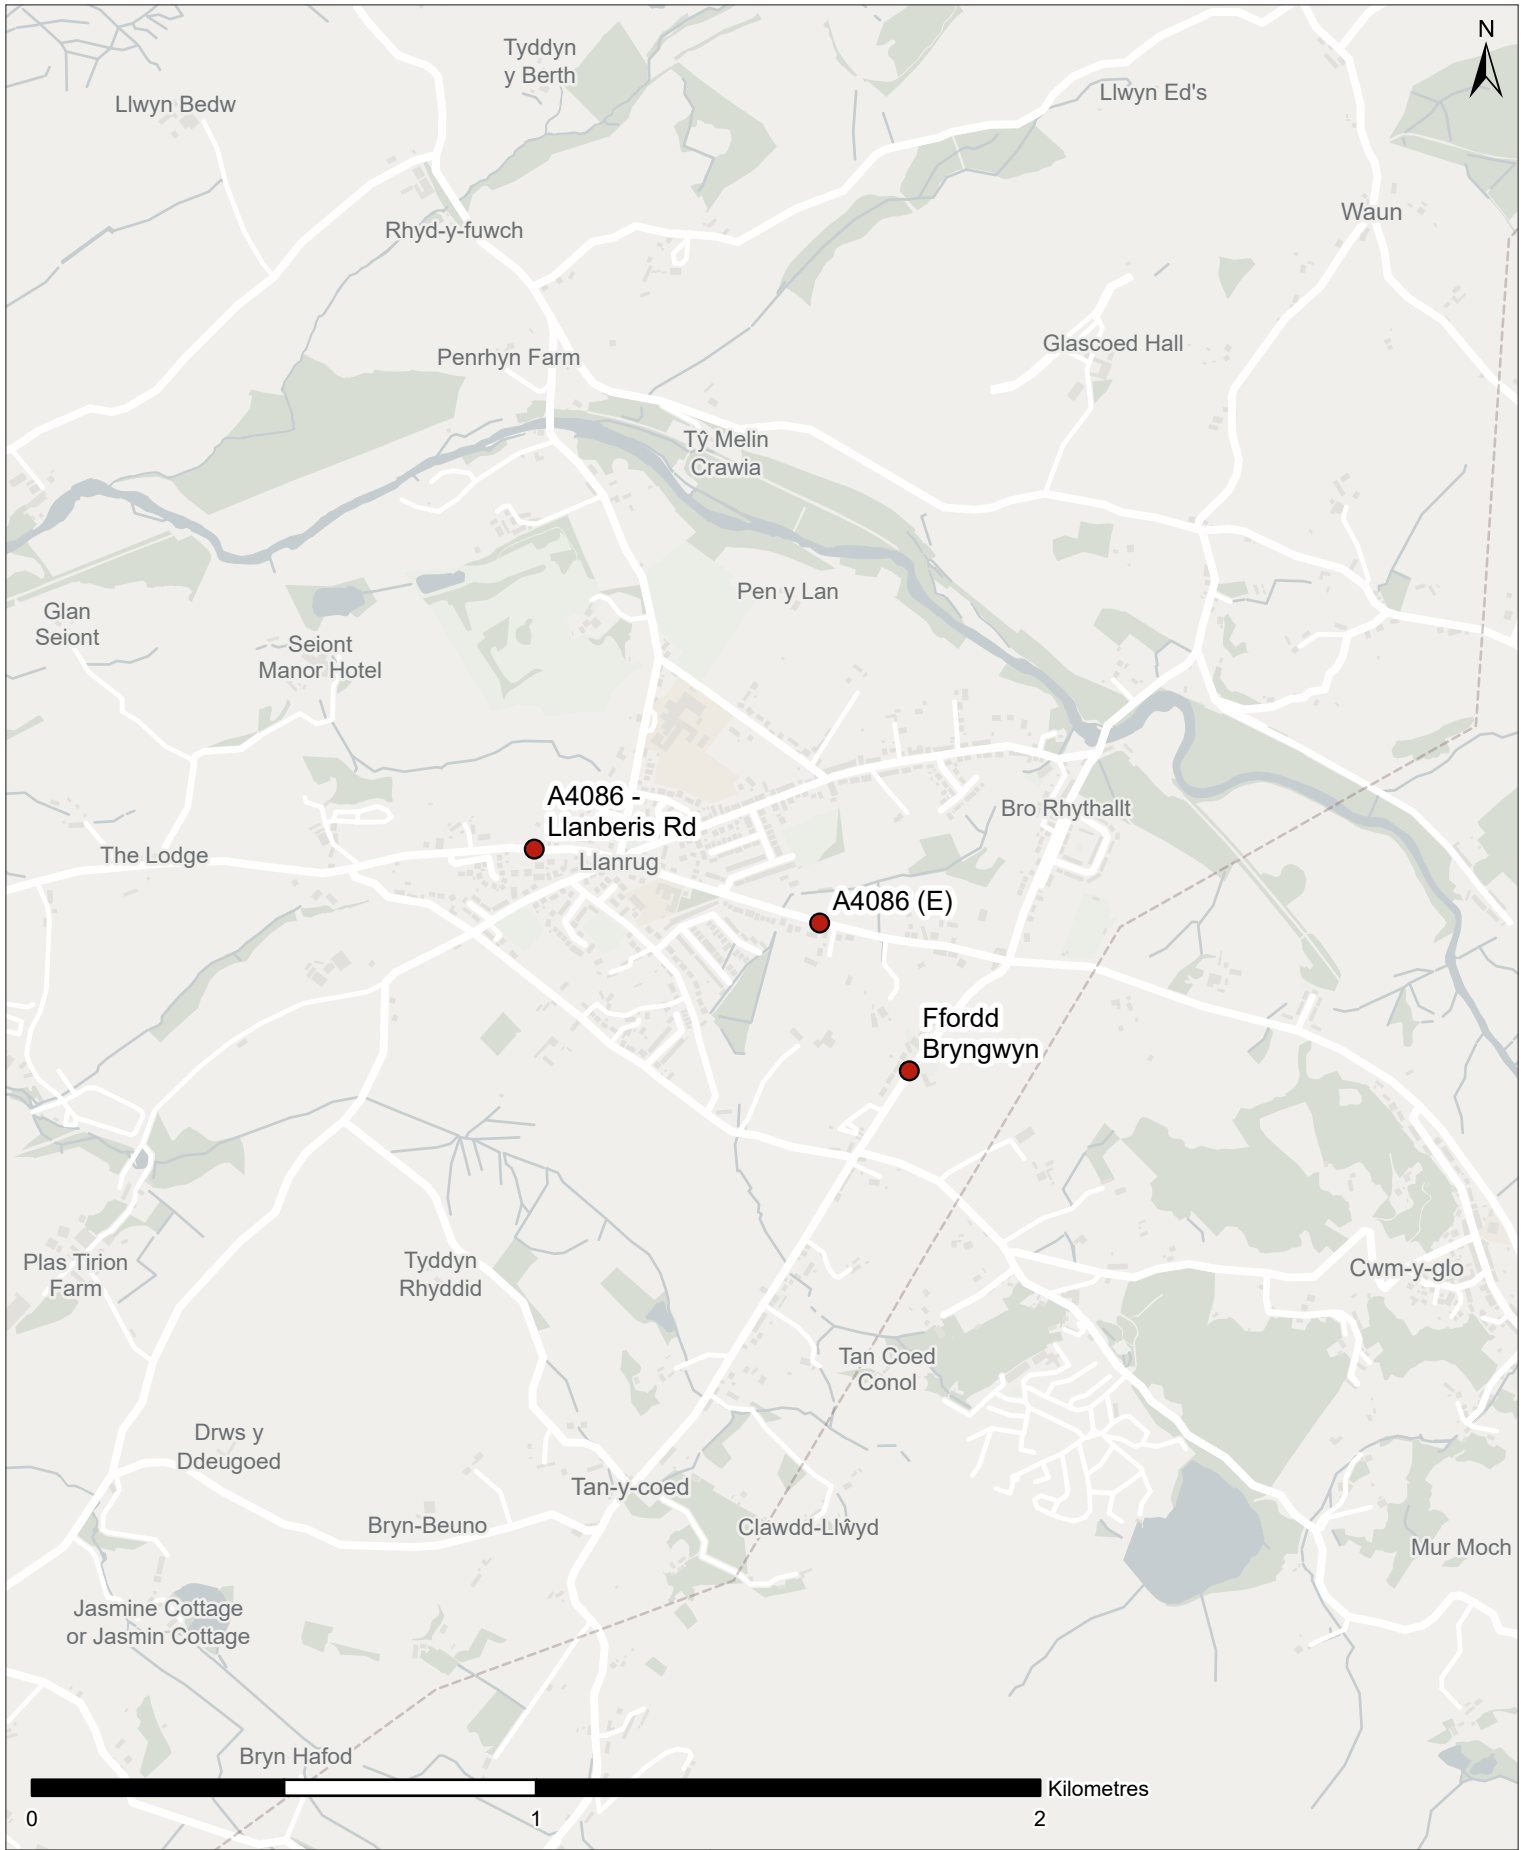 N
Tyddyn
y Berth
Llwyn Bedw
Llwyn Ed's
Waun
Rhyd-y-fuwch
Glascoed Hall
Penrhyn Farm
Tŷ Melin
Crawia
Pen y Lan
Glan
Seiont
Seiont
Manor Hotel
A4086 -
Llanberis Rd
Bro Rhythallt
The Lodge
Llanrug
A4086 (E)
Ffordd
Bryngwyn
Plas Tirion
Farm
Tyddyn
Rhyddid
Cwm-y-glo
Tan Coed
Conol
Drws y
Ddeugoed
Tan-y-coed
Bryn-Beuno
Clawdd-Llŵyd
Mur Moch
Jasmine Cottage
or Jasmin Cottage
Bryn Hafod
Kilometres
0 1 2